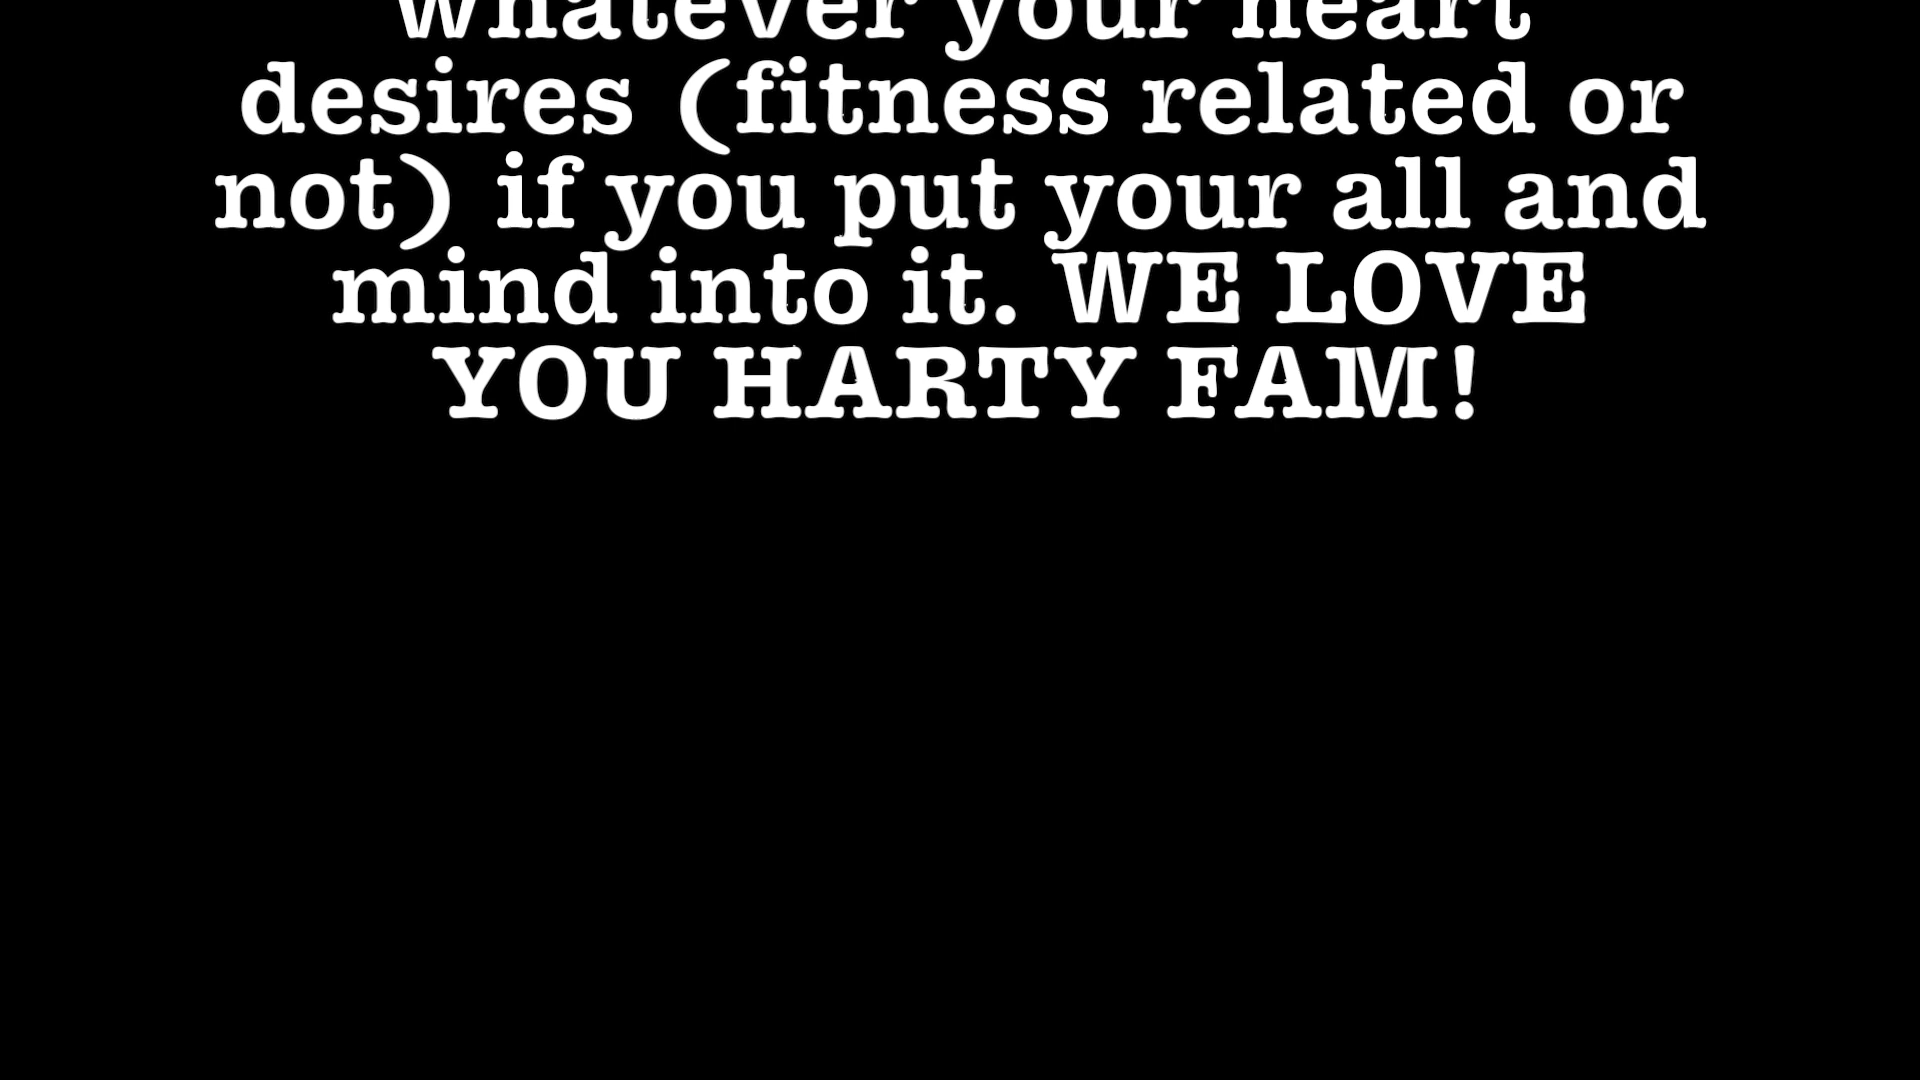 whatever your heart
desires (fitness related or
not) if you put your all and
mind into it. WE LOVE
YOU HARTY FAM!